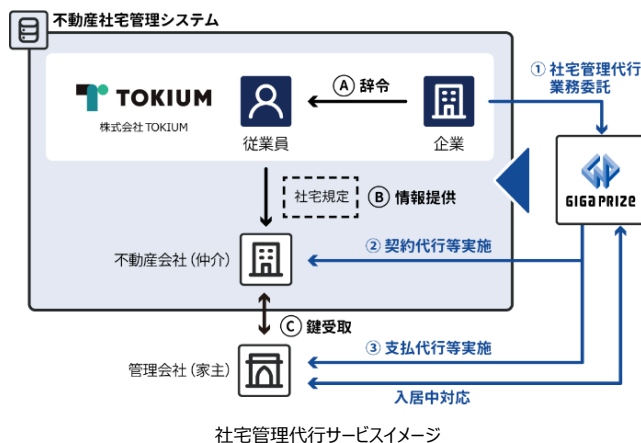 不動産社宅管理システム
TOKIUM
株式会社 TOKIUM
従業員
A 辞令
企業
① 社宅管理代行
業務委託
GIGA PRIZE
社宅規定
B 情報提供
不動産会社(仲介)
② 契約代行等実施
C 鍵受取
管理会社(家主)
③ 支払代行等実施
入居中対応
社宅管理代行サービスイメージ